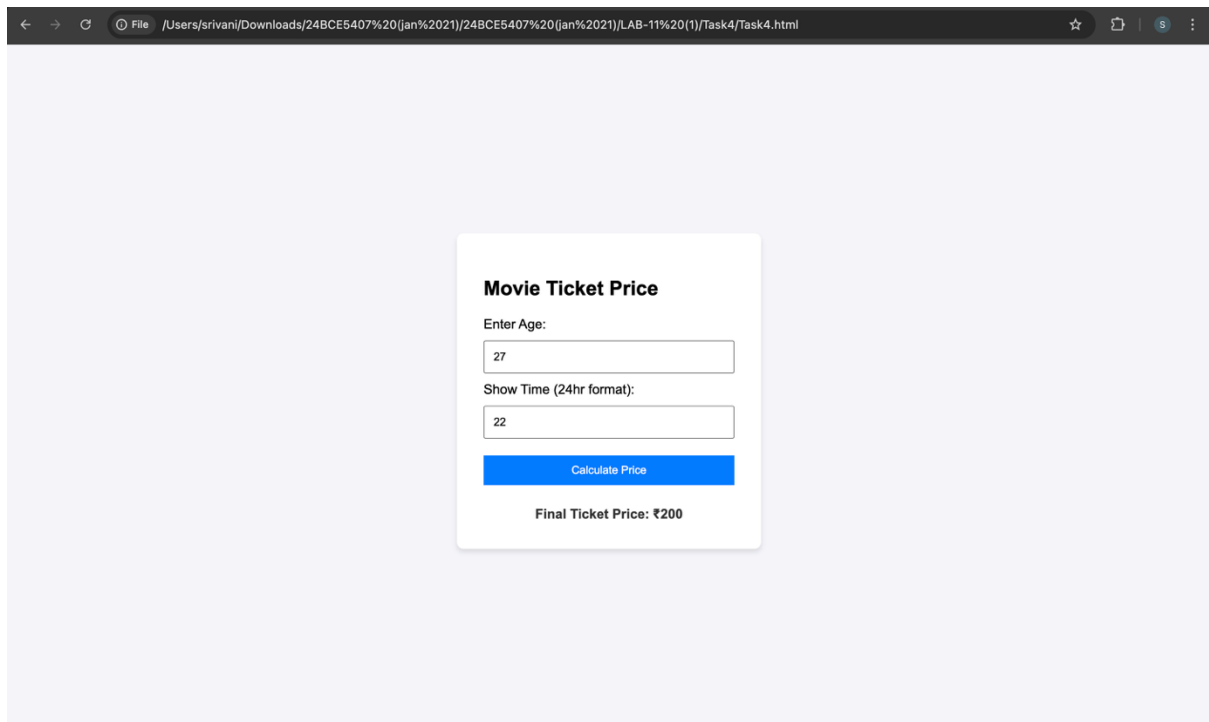 File /Users/srivani/Downloads/24BCE5407%20(jan%2021)/24BCE5407%20(jan%2021)/LAB-11%20(1)/Task4/Task4.html
S
Movie Ticket Price
Enter Age:
27
Show Time (24hr format):
22
Calculate Price
Final Ticket Price: ₹200